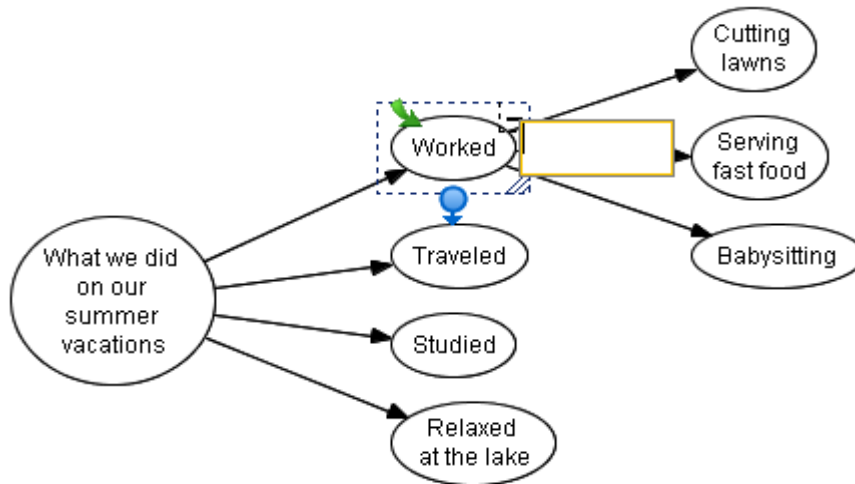 What we did
on our
summer
vacations
Worked
Traveled
Studied
Relaxed
at the lake
Cutting
lawns
Serving
fast food
Babysitting